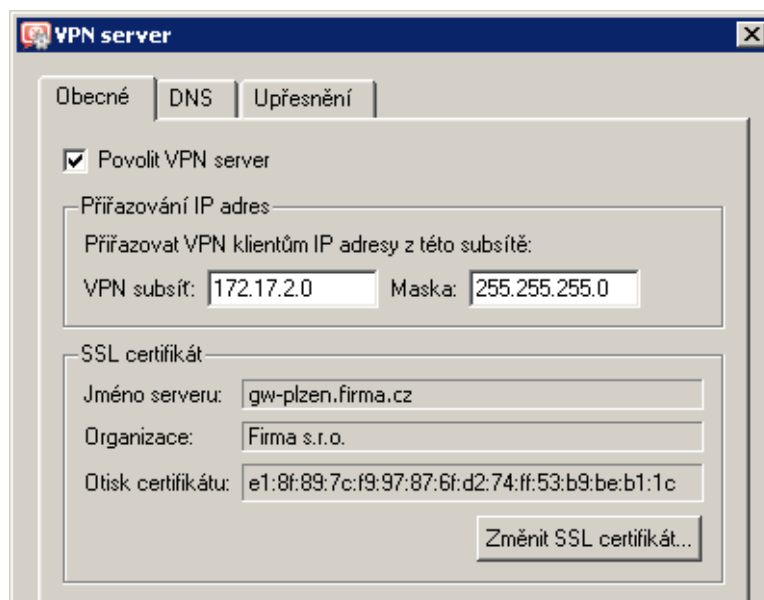 VPN server
Obecné DNS Upřesnění
Povolit VPN server
Přiřazování IP adres
Přiřazovat VPN klientům IP adresy z této subsítě:
VPN subsíť: 172.17.2.0 Maska: 255.255.255.0
SSL certifikát
Jméno serveru: gw-plzen.firma.cz
Organizace: Firma s.r.o.
Otisk certifikátu: e1:8f:89:7c:f9:97:87:6f:d2:74:ff:53:b9:be:b1:1c
Změnit SSL certifikát...